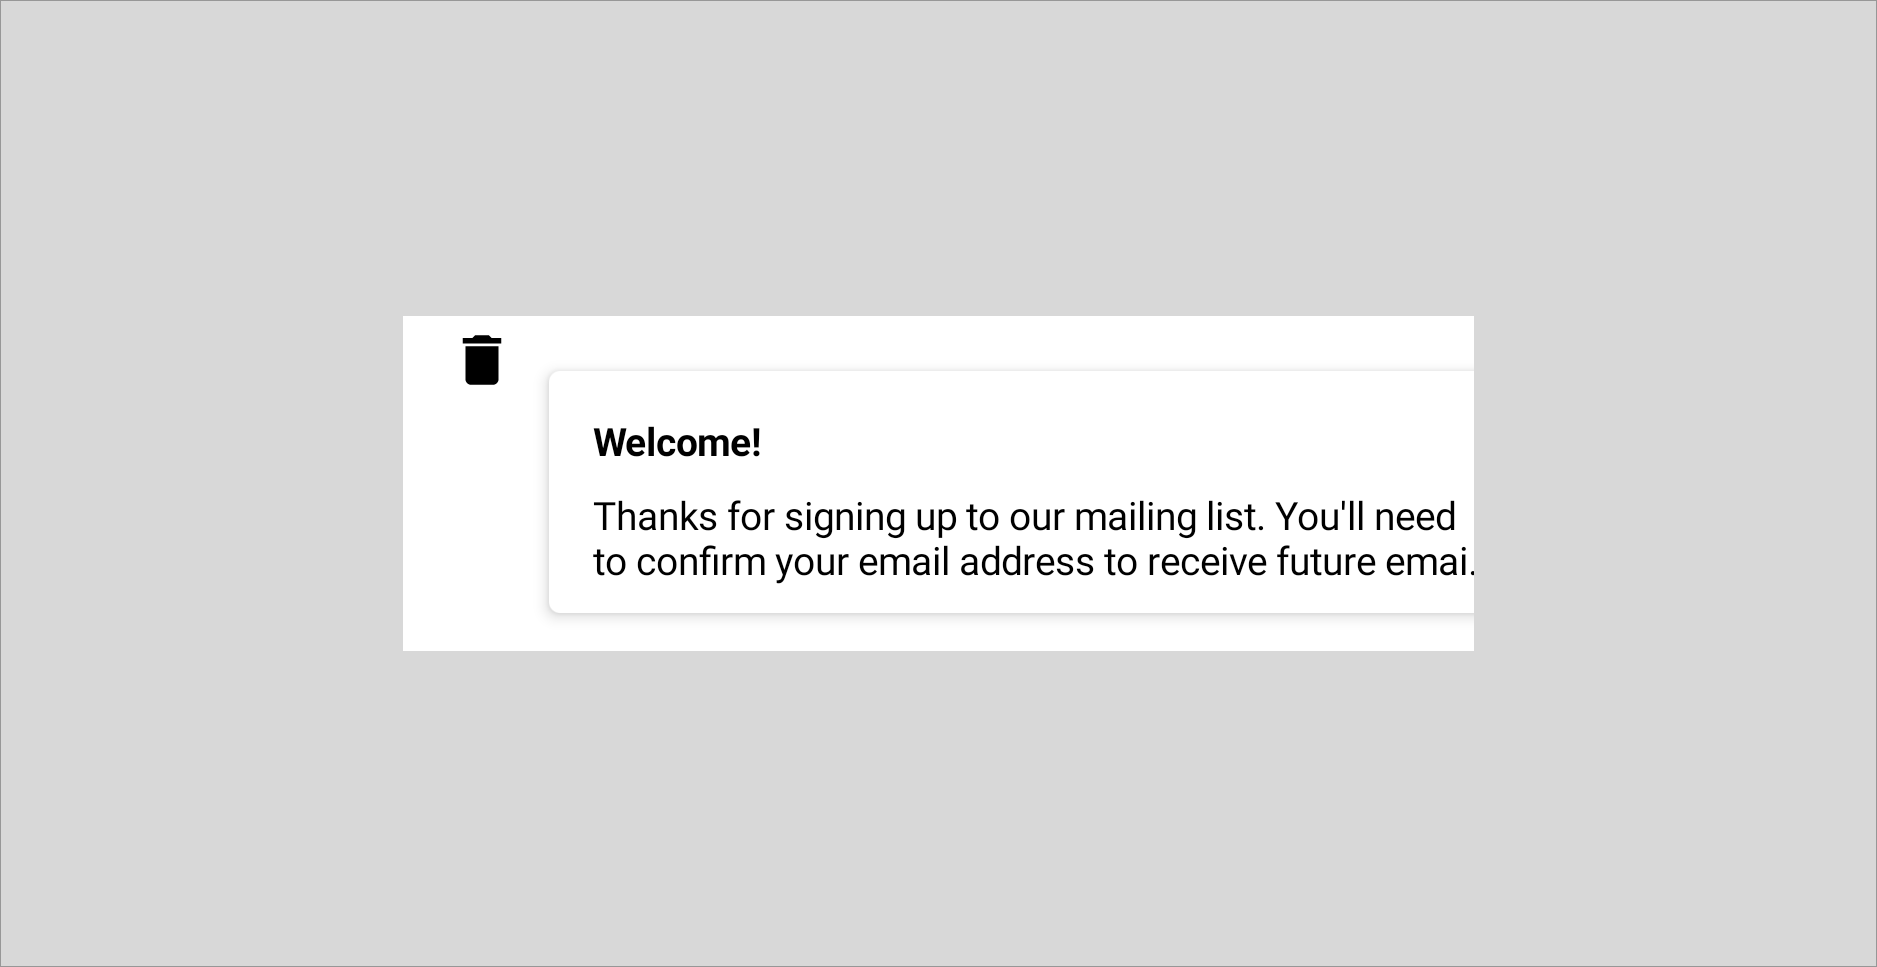 Welcome!
Thanks for signing up to our mailing list. You'll need
to confirm your email address to receive future emai.